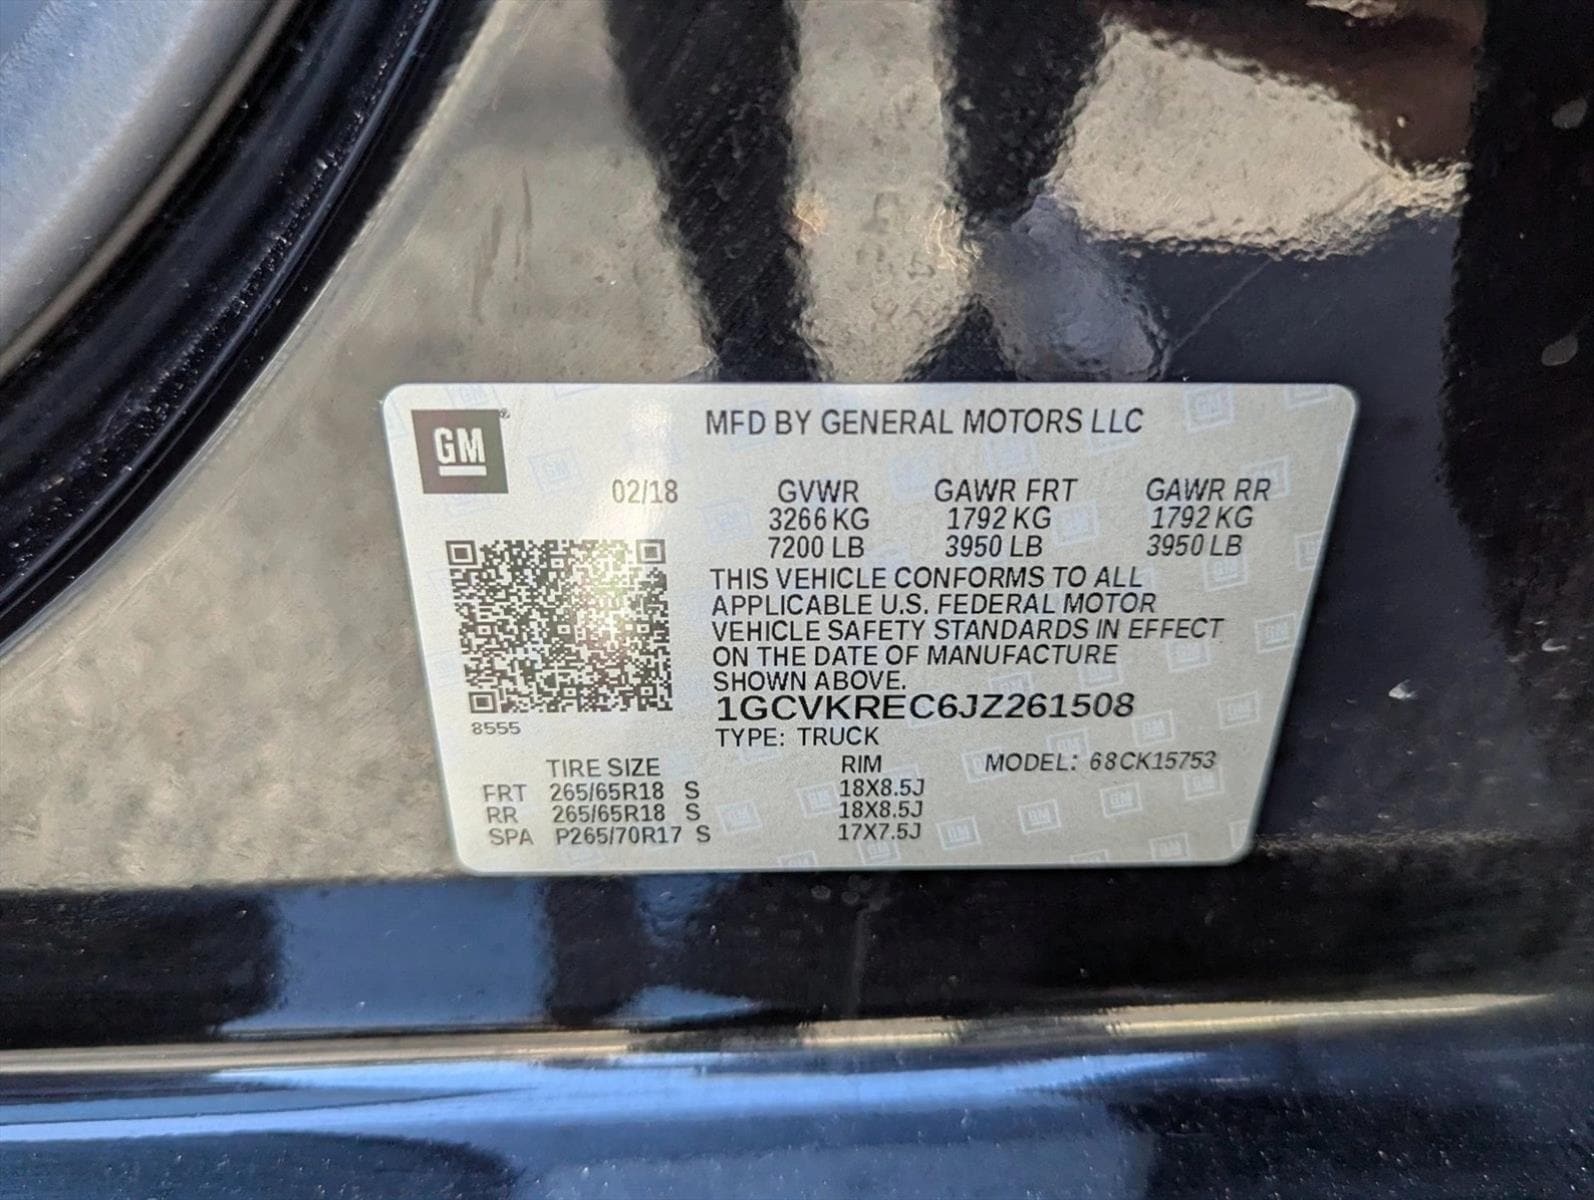 GM®
MFD BY GENERAL MOTORS LLC
02/18 GVWR GAWR FRT GAWR RR
3266 KG 1792 KG 1792 KG
7200 LB 3950 LB 3950 LB
THIS VEHICLE CONFORMS TO ALL
APPLICABLE U.S. FEDERAL MOTOR
VEHICLE SAFETY STANDARDS IN EFFECT
ON THE DATE OF MANUFACTURE
SHOWN ABOVE.
1GCVKREC6JZ261508
8555
TYPE: TRUCK
TIRE SIZE RIM MODEL: 68CK15753
FRT 265/65R18 S 18X8.5J
RR 265/65R18 S 18X8.5J
SPA P265/70R17 S 17X7.5J